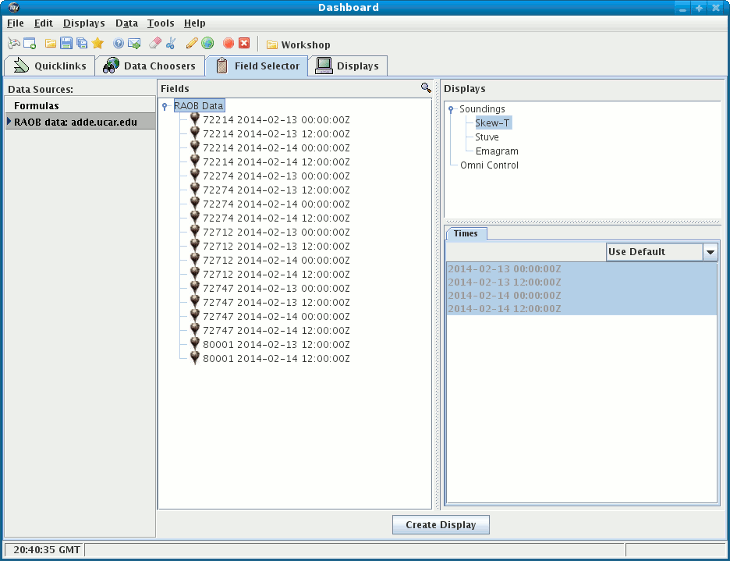 Dashboard
File Edit Displays Data Tools Help
Workshop
Quicklinks Data Choosers Field Selector Displays
Data Sources:
Formulas
RAOB data: adde.ucar.edu
Fields
RAOB Data
72214 2014-02-13 00:00:00Z
72214 2014-02-13 12:00:00Z
72214 2014-02-14 00:00:00Z
72214 2014-02-14 12:00:00Z
72274 2014-02-13 00:00:00Z
72274 2014-02-13 12:00:00Z
72274 2014-02-14 00:00:00Z
72274 2014-02-14 12:00:00Z
72712 2014-02-13 00:00:00Z
72712 2014-02-13 12:00:00Z
72712 2014-02-14 00:00:00Z
72712 2014-02-14 12:00:00Z
72747 2014-02-13 00:00:00Z
72747 2014-02-13 12:00:00Z
72747 2014-02-14 00:00:00Z
72747 2014-02-14 12:00:00Z
80001 2014-02-13 12:00:00Z
80001 2014-02-14 12:00:00Z
Displays
Soundings
Skew-T
Stuve
Emagram
Omni Control
Times
Use Default
2014-02-13 00:00:00Z
2014-02-13 12:00:00Z
2014-02-14 00:00:00Z
2014-02-14 12:00:00Z
Create Display
20:40:35 GMT